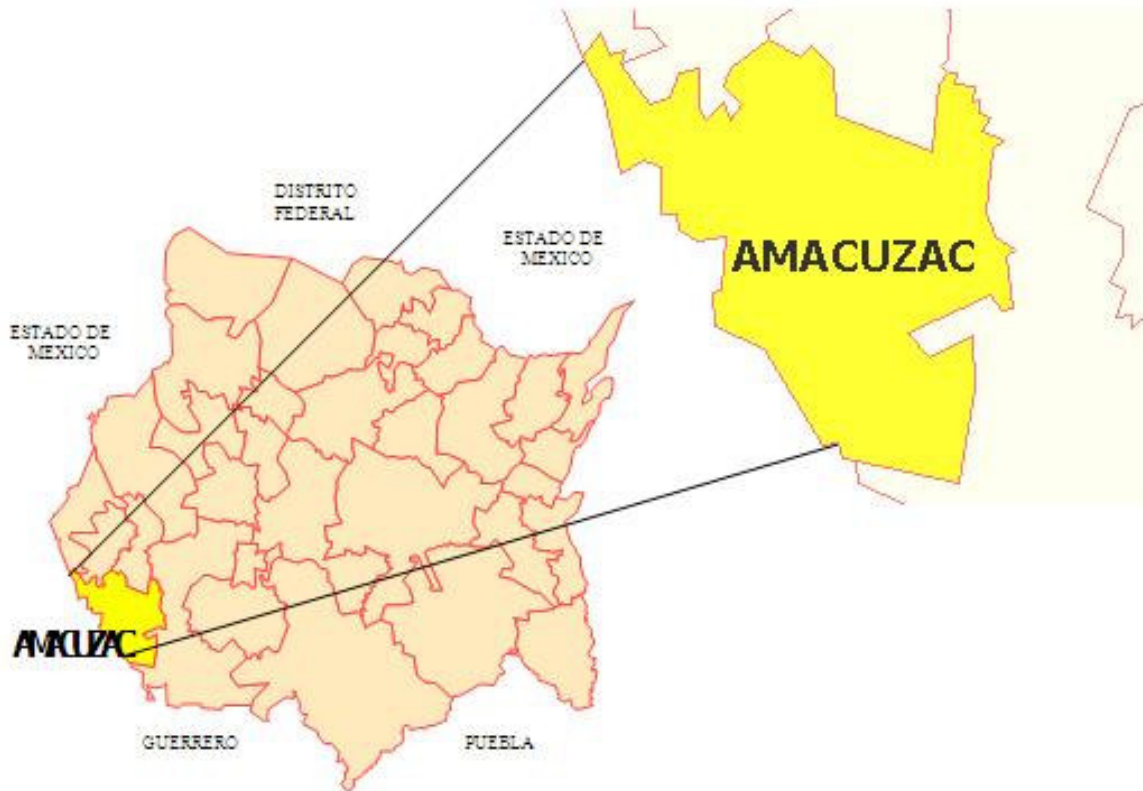 DISTRITO
FEDERAL
ESTADO DE
MEXICO
AMACUZAC
ESTADO DE
MEXICO
AMACUZAC
GUERRERO
PUEBLA